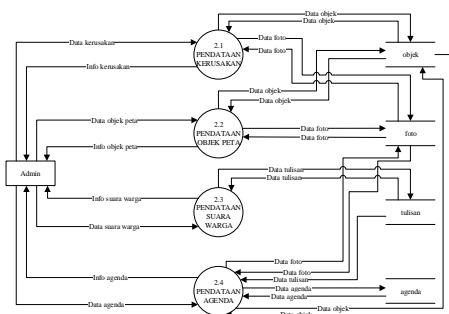 Data objek
Data objek
Data kerusakan
2.1
PENDATAAN
KERUSAKAN
Data foto
Data foto
objek
Info kerusakan
Data objek
Data objek
Data objek peta
2.2
PENDATAAN
OBJEK PETA
Data foto
Data foto
foto
Info objek peta
Admin
Data tulisan
Data tulisan
Info suara warga
2.3
PENDATAAN
SUARA
WARGA
tulisan
Data suara warga
Data foto
Data foto
Info agenda
2.4
PENDATAAN
AGENDA
Data tulisan
Data agenda
Data agenda
agenda
Data agenda
Data objek